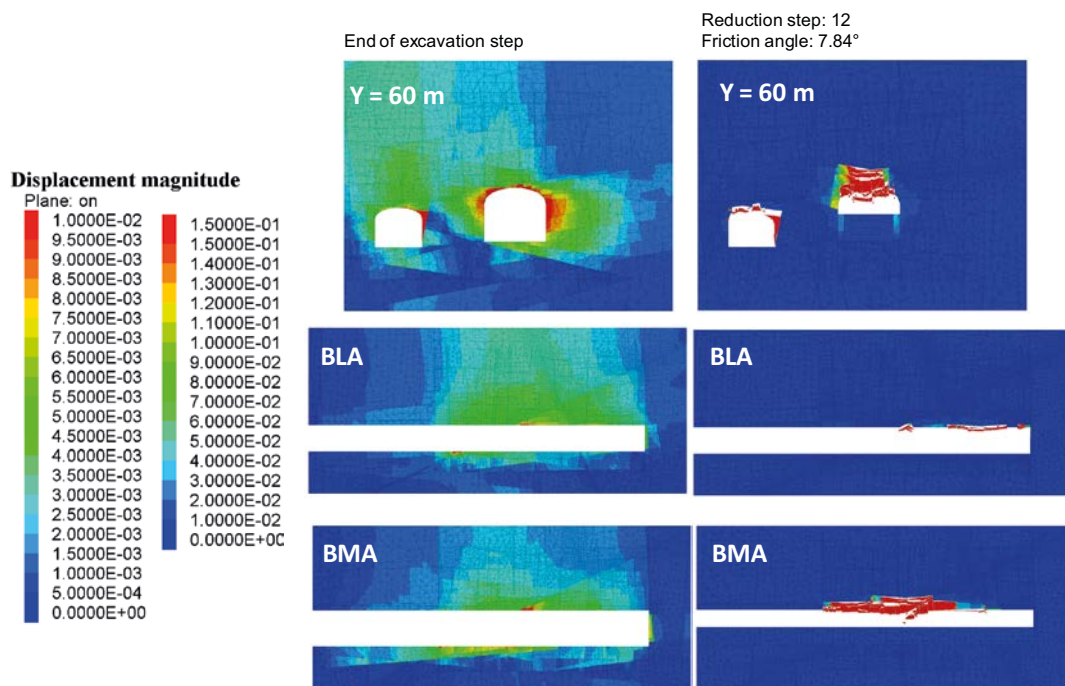 End of excavation step
Reduction step: 12
Friction angle: 7.84°
Y = 60 m
Y = 60 m
Displacement magnitude
Plane: on
1.0000E-02
9.5000E-03
9.0000E-03
8.5000E-03
8.0000E-03
7.5000E-03
7.0000E-03
6.5000E-03
6.0000E-03
5.5000E-03
5.0000E-03
4.5000E-03
4.0000E-03
3.5000E-03
3.0000E-03
2.5000E-03
2.0000E-03
1.5000E-03
1.0000E-03
5.0000E-04
0.0000E+00
1.5000E-01
1.5000E-01
1.4000E-01
1.3000E-01
1.2000E-01
1.1000E-01
1.0000E-01
9.0000E-02
8.0000E-02
7.0000E-02
6.0000E-02
5.0000E-02
4.0000E-02
3.0000E-02
2.0000E-02
1.0000E-02
0.0000E+00
BLA
BLA
BMA
BMA